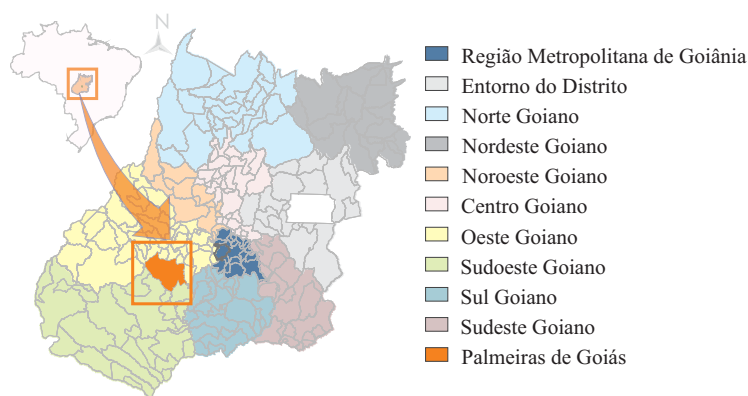 N
Região Metropolitana de Goiânia
Entorno do Distrito
Norte Goiano
Nordeste Goiano
Noroeste Goiano
Centro Goiano
Oeste Goiano
Sudoeste Goiano
Sul Goiano
Sudeste Goiano
Palmeiras de Goiás